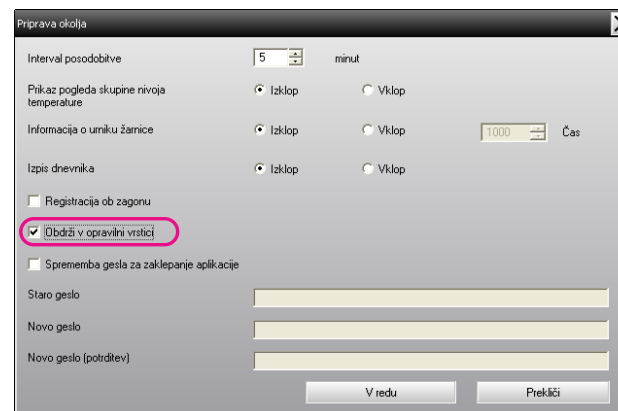 Priprava okolja
Interval posodobitve 5 minut
Prikaz pogleda skupine nivoja temperature Izklop Vklop
Informacija o urniku žarnice Izklop Vklop 1000 Čas
Izpis dnevnika Izklop Vklop
Registracija ob zagonu
Obdrži v opravilni vrstici
Sprememba gesla za zaklepanje aplikacije
Staro geslo
Novo geslo
Novo geslo (potrditev)
V redu Prekliči